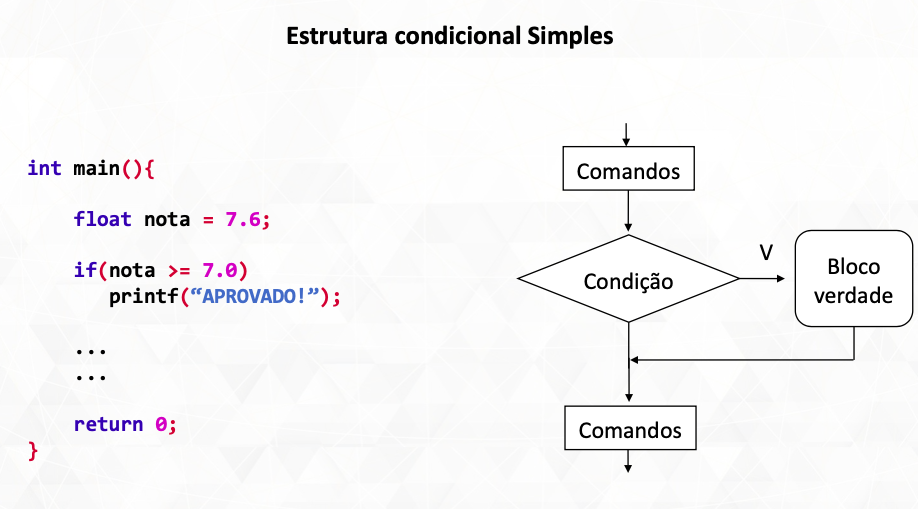 Estrutura condicional Simples
int main(){
float nota = 7.6;
if(nota >= 7.0)
printf(“APROVADO!”);
...
...
return 0;
}
Comandos
Condição
V
Bloco
verdade
Comandos